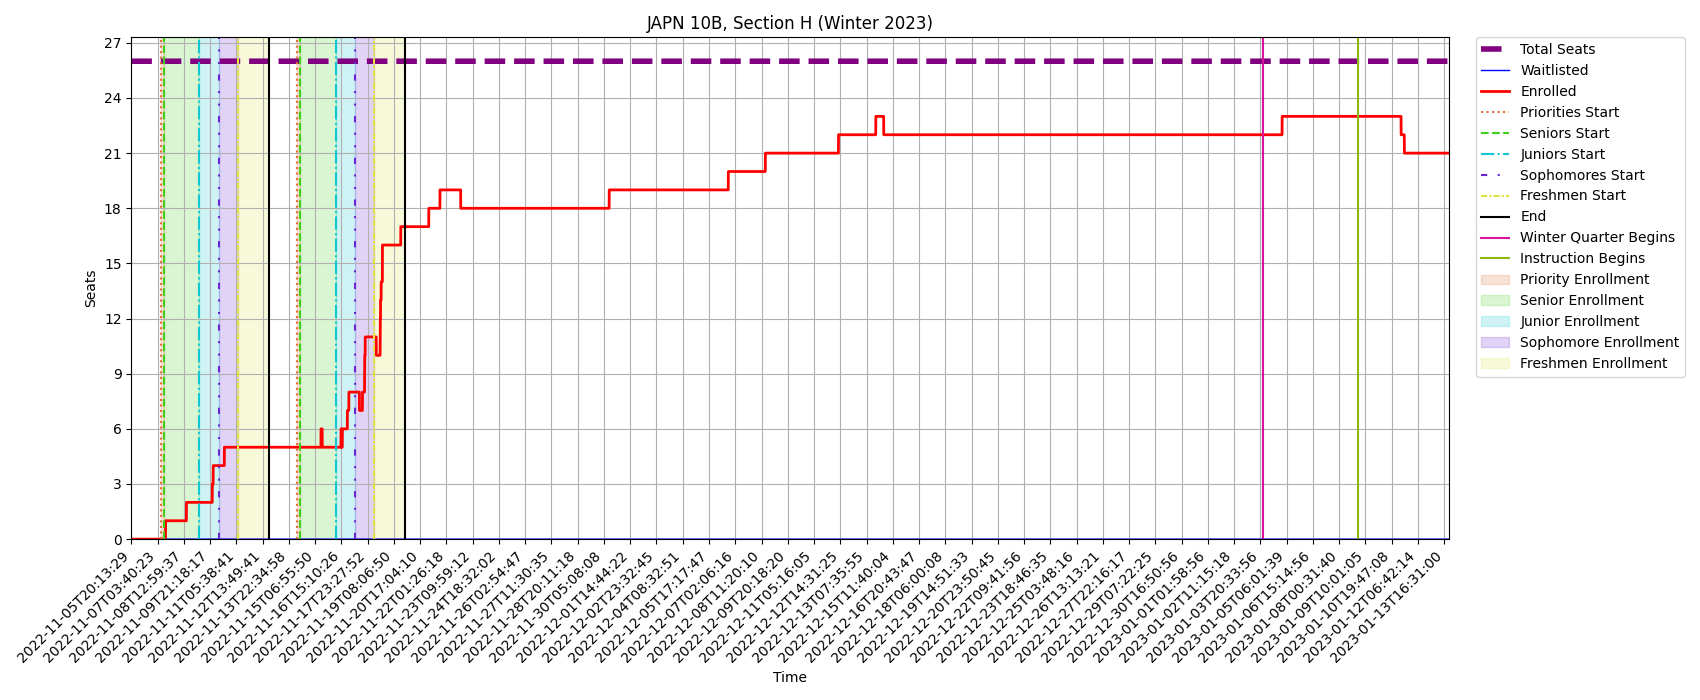 JAPN 10B, Section H (Winter 2023)
Seats
27
24
21
18
15
12
9
6
3
0
2022-11-05T20:13:29
2022-11-07T03:40:23
2022-11-08T12:59:37
2022-11-09T21:18:17
2022-11-11T05:38:41
2022-11-12T13:49:41
2022-11-13T22:34:58
2022-11-15T06:55:50
2022-11-16T15:10:26
2022-11-17T23:27:52
2022-11-19T08:06:50
2022-11-20T17:04:10
2022-11-22T01:26:18
2022-11-23T09:59:12
2022-11-24T18:32:02
2022-11-26T02:54:47
2022-11-27T11:30:35
2022-11-28T20:11:18
2022-11-30T05:08:08
2022-12-01T14:44:22
2022-12-02T23:32:45
2022-12-04T08:32:51
2022-12-05T17:17:47
2022-12-07T02:06:16
2022-12-08T11:20:10
2022-12-09T20:18:20
2022-12-11T05:16:05
2022-12-12T14:31:25
2022-12-13T07:35:55
2022-12-15T11:40:04
2022-12-16T20:43:47
2022-12-18T06:00:08
2022-12-19T14:51:33
2022-12-20T23:50:45
2022-12-22T09:41:56
2022-12-23T18:46:35
2022-12-25T03:48:16
2022-12-26T13:13:21
2022-12-27T22:16:17
2022-12-29T07:22:25
2022-12-30T16:50:56
2023-01-01T01:58:56
2023-01-02T11:15:18
2023-01-03T20:33:56
2023-01-05T06:01:39
2023-01-06T15:14:56
2023-01-08T00:31:40
2023-01-09T10:01:05
2023-01-10T19:47:08
2023-01-12T06:42:14
2023-01-13T16:31:00
Time
Total Seats
Waitlisted
Enrolled
Priorities Start
Seniors Start
Juniors Start
Sophomores Start
Freshmen Start
End
Winter Quarter Begins
Instruction Begins
Priority Enrollment
Senior Enrollment
Junior Enrollment
Sophomore Enrollment
Freshmen Enrollment